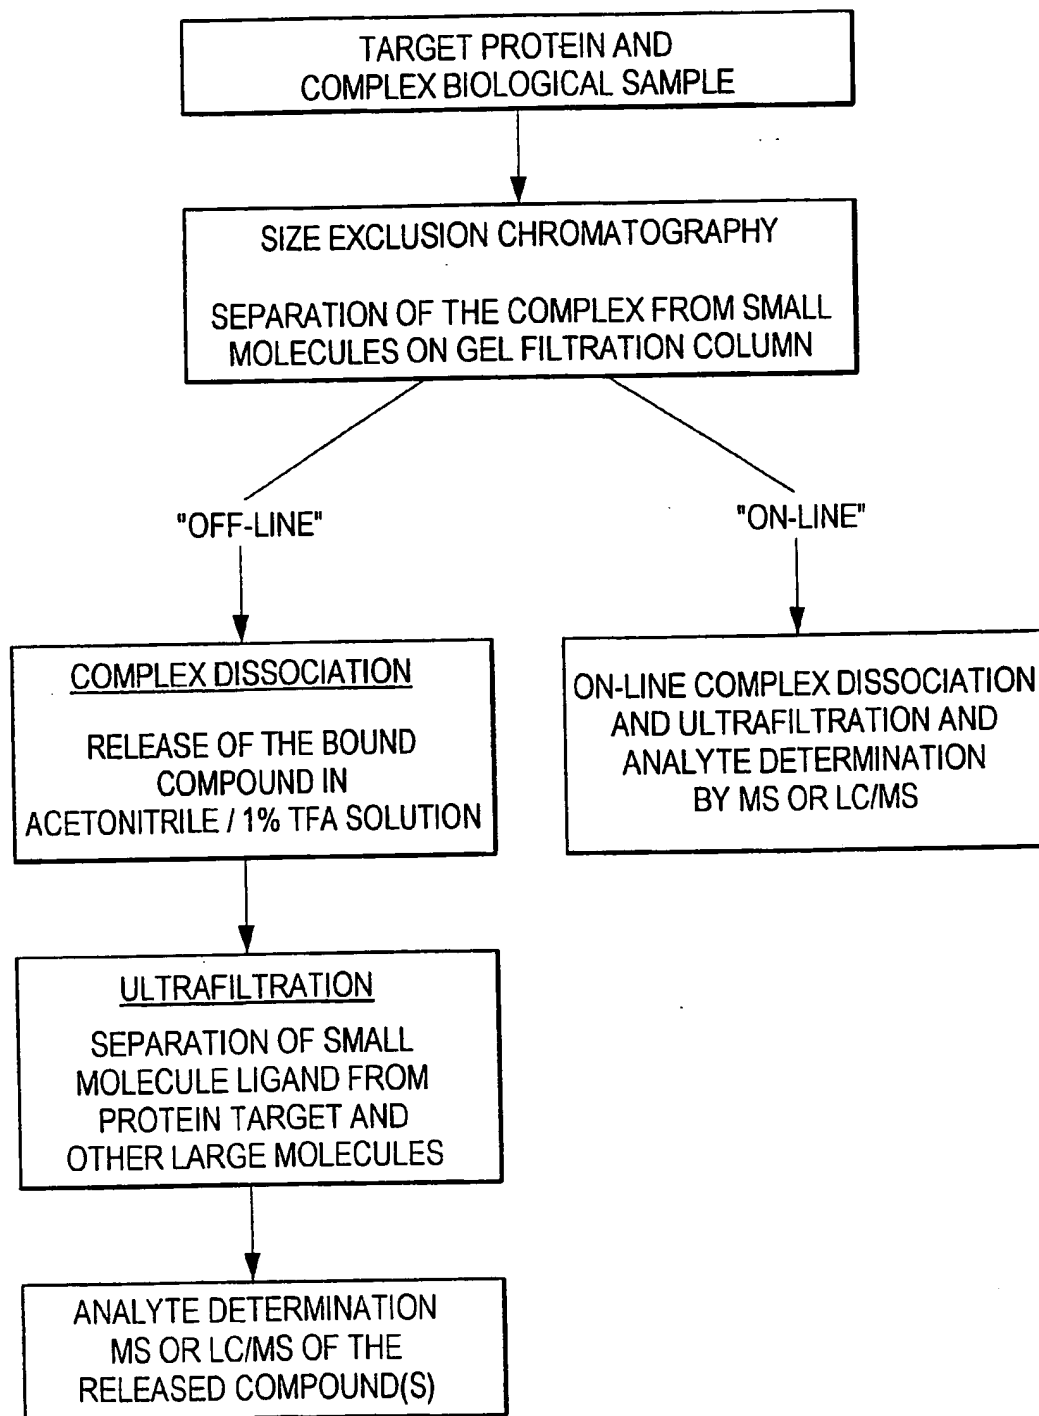 TARGET PROTEIN AND
COMPLEX BIOLOGICAL SAMPLE
SIZE EXCLUSION CHROMATOGRAPHY
SEPARATION OF THE COMPLEX FROM SMALL
MOLECULES ON GEL FILTRATION COLUMN
"OFF-LINE"
"ON-LINE"
COMPLEX DISSOCIATION
RELEASE OF THE BOUND
COMPOUND IN
ACETONITRILE / 1% TFA SOLUTION
ON-LINE COMPLEX DISSOCIATION
AND ULTRAFILTRATION AND
ANALYTE DETERMINATION
BY MS OR LC/MS
ULTRAFILTRATION
SEPARATION OF SMALL
MOLECULE LIGAND FROM
PROTEIN TARGET AND
OTHER LARGE MOLECULES
ANALYTE DETERMINATION
MS OR LC/MS OF THE
RELEASED COMPOUND(S)